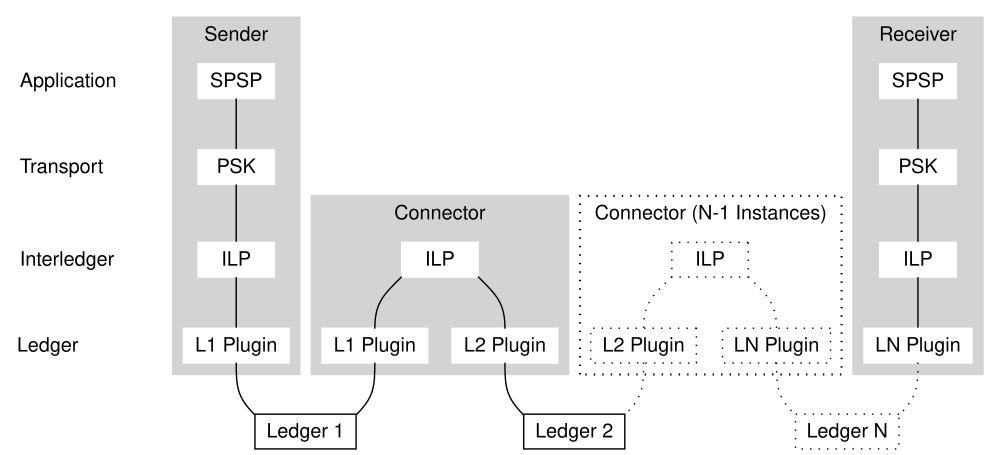 Sender
Receiver
Application
SPSP
SPSP
Transport
PSK
PSK
Connector
Connector (N-1 Instances)
Interledger
ILP
ILP
ILP
ILP
Ledger
L1 Plugin
L1 Plugin
L2 Plugin
L2 Plugin
LN Plugin
LN Plugin
Ledger 1
Ledger 2
Ledger N